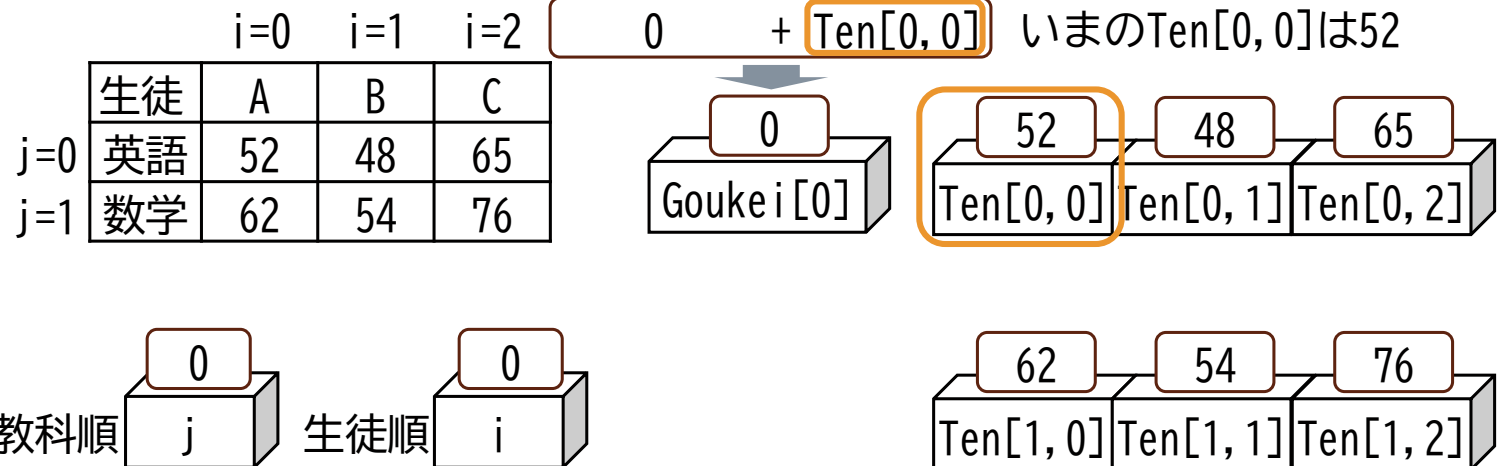 i=0 i=1 i=2
生徒 A B C
j=0 英語 52 48 65
j=1 数学 62 54 76
0 + Ten[0,0]
いまのTen[0,0]は52
0
Goukei[0]
52 48 65
Ten[0,0] Ten[0,1] Ten[0,2]
0 0
教科順 j 生徒順 i
62 54 76
Ten[1,0] Ten[1,1] Ten[1,2]